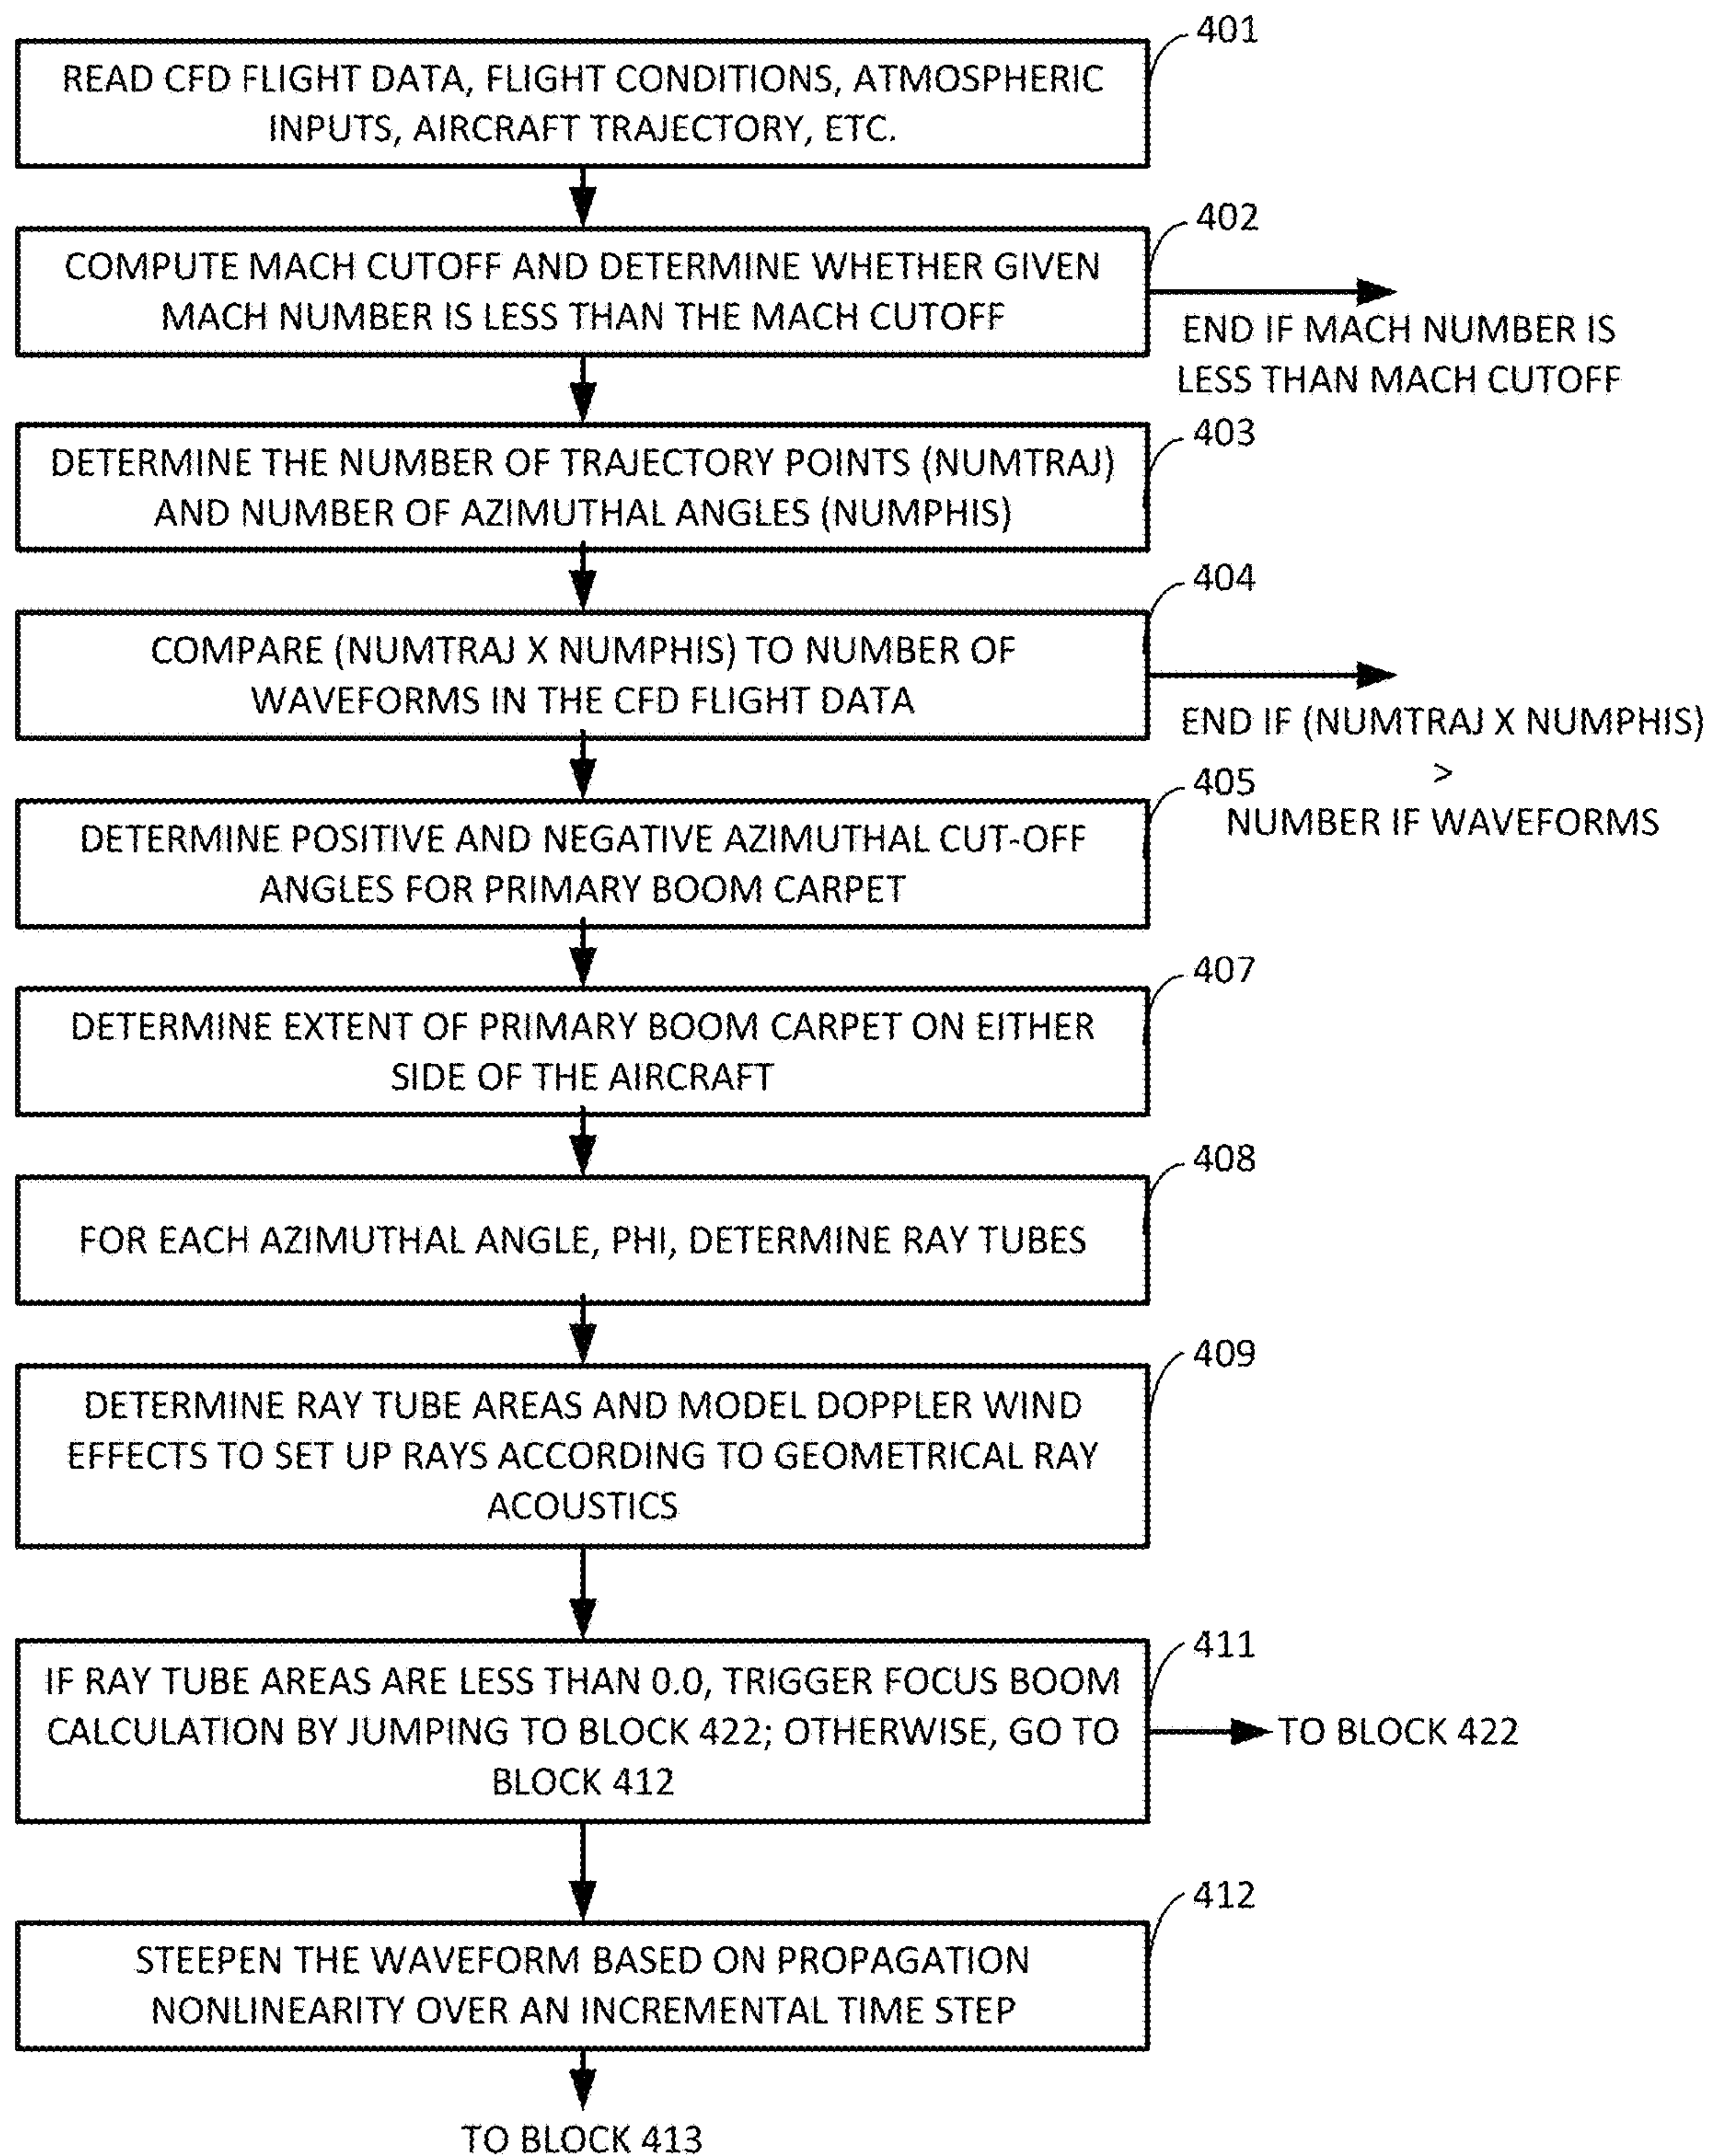 401
READ CFD FLIGHT DATA, FLIGHT CONDITIONS, ATMOSPHERIC
INPUTS, AIRCRAFT TRAJECTORY, ETC.
402
COMPUTE MACH CUTOFF AND DETERMINE WHETHER GIVEN
MACH NUMBER IS LESS THAN THE MACH CUTOFF
END IF MACH NUMBER IS
LESS THAN MACH CUTOFF
403
DETERMINE THE NUMBER OF TRAJECTORY POINTS (NUMTRAJ)
AND NUMBER OF AZIMUTHAL ANGLES (NUMPHIS)
404
COMPARE (NUMTRAJ X NUMPHIS) TO NUMBER OF
WAVEFORMS IN THE CFD FLIGHT DATA
END IF (NUMTRAJ X NUMPHIS)
>
NUMBER IF WAVEFORMS
405
DETERMINE POSITIVE AND NEGATIVE AZIMUTHAL CUT-OFF
ANGLES FOR PRIMARY BOOM CARPET
407
DETERMINE EXTENT OF PRIMARY BOOM CARPET ON EITHER
SIDE OF THE AIRCRAFT
408
FOR EACH AZIMUTHAL ANGLE, PHI, DETERMINE RAY TUBES
409
DETERMINE RAY TUBE AREAS AND MODEL DOPPLER WIND
EFFECTS TO SET UP RAYS ACCORDING TO GEOMETRICAL RAY
ACOUSTICS
411
IF RAY TUBE AREAS ARE LESS THAN 0.0, TRIGGER FOCUS BOOM
CALCULATION BY JUMPING TO BLOCK 422; OTHERWISE, GO TO
BLOCK 412
TO BLOCK 422
412
STEEPEN THE WAVEFORM BASED ON PROPAGATION
NONLINEARITY OVER AN INCREMENTAL TIME STEP
TO BLOCK 413